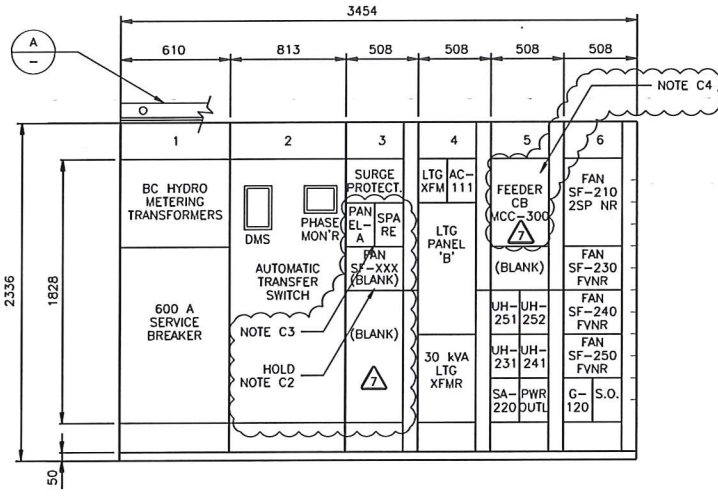 3454
A
–
610
813
508
508
508
508
NOTE C4
1
2
3
4
5
6
BC HYDRO
METERING
TRANSFORMERS
600 A
SERVICE
BREAKER
DMS
PHASE
MON'R
AUTOMATIC
TRANSFER
SWITCH
NOTE C3
HOLD
NOTE C2
SURGE
PROTECT.
PAN
EL-
A
SPA
RE
FAN
SF-XXX
(BLANK)
(BLANK)
7
LTG
XFM
AC-
111
LTG
PANEL
'B'
30 kVA
LTG
XFMR
FEEDER
CB
MCC-300
7
(BLANK)
UH-
251
UH-
252
UH-
231
UH-
241
SA-
220
PWR
OUTL
FAN
SF-210
2SP NR
FAN
SF-230
FVNR
FAN
SF-240
FVNR
FAN
SF-250
FVNR
G-
120
S.O.
2336
1828
50